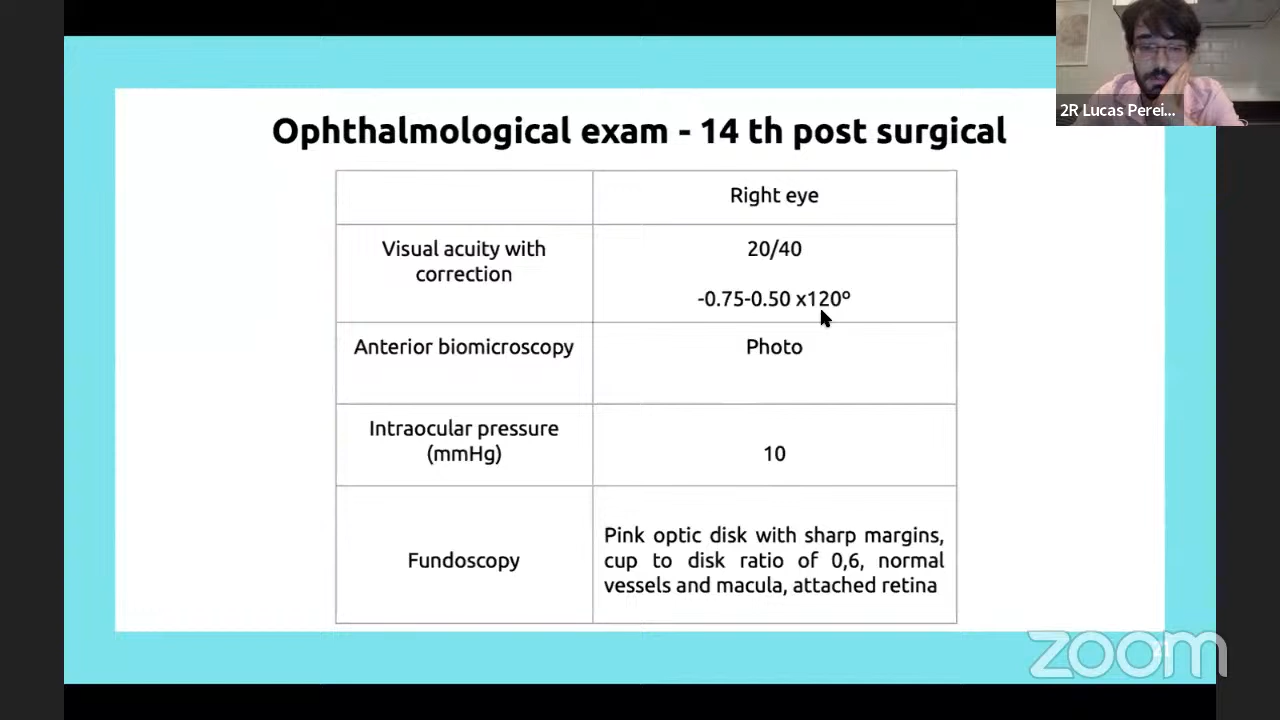 2R Lucas Perei...
Ophthalmological exam - 14 th post surgical
Right eye
Visual acuity with
correction
20/40
-0.75-0.50 x120º
Anterior biomicroscopy
Photo
Intraocular pressure
(mmHg)
10
Fundoscopy
Pink optic disk with sharp margins,
cup to disk ratio of 0,6, normal
vessels and macula, attached retina
zoom